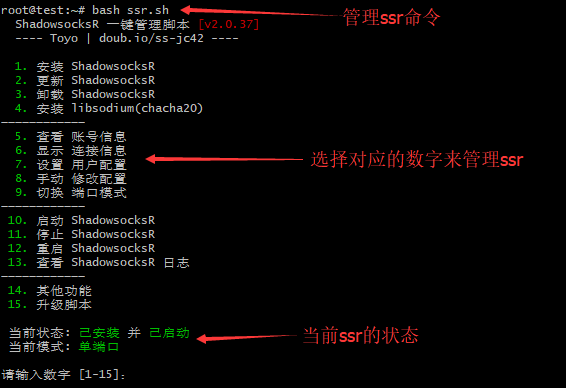 root@test:~# bash ssr.sh
管理ssr命令
ShadowsocksR 一键管理脚本 [v2.0.37]
---- Toyo | doub.io/ss-jc42 ----
1. 安装 ShadowsocksR
2. 更新 ShadowsocksR
3. 卸载 ShadowsocksR
4. 安装 libsodium(chacha20)
————————————
5. 查看 账号信息
6. 显示 连接信息
7. 设置 用户配置
8. 手动 修改配置
9. 切换 端口模式
选择对应的数字来管理ssr
————————————
10. 启动 ShadowsocksR
11. 停止 ShadowsocksR
12. 重启 ShadowsocksR
13. 查看 ShadowsocksR 日志
————————————
14. 其他功能
15. 升级脚本
当前状态: 已安装 并 已启动
当前模式: 单端口
当前ssr的状态
请输入数字 [1-15]: